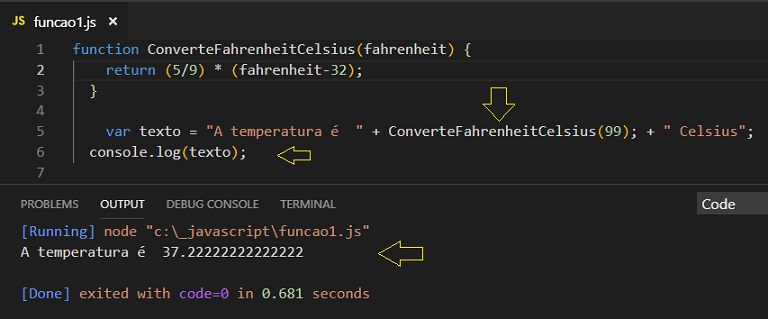 JS funcao1.js ×
1 function ConverteFahrenheitCelsius(fahrenheit) {
2 return (5/9) * (fahrenheit-32);
3 }
4
5 var texto = "A temperatura é  " + ConverteFahrenheitCelsius(99); + " Celsius";
6 console.log(texto);
7
PROBLEMS OUTPUT DEBUG CONSOLE TERMINAL Code
[Running] node "c:\_javascript\funcao1.js"
A temperatura é  37.22222222222222
[Done] exited with code=0 in 0.681 seconds